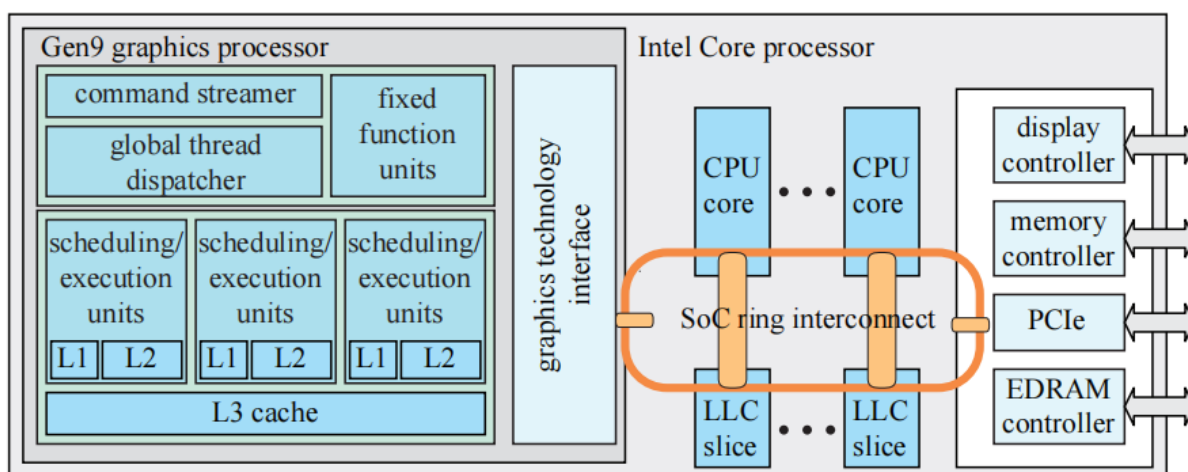 Gen9 graphics processor
Intel Core processor
command streamer
global thread
dispatcher
fixed
function
units
scheduling/
execution
units
L1
L2
scheduling/
execution
units
L1
L2
scheduling/
execution
units
L1
L2
L3 cache
graphics technology
interface
CPU
core
• • •
CPU
core
SoC ring interconnect
LLC
slice
• • •
LLC
slice
display
controller
memory
controller
PCIe
EDRAM
controller